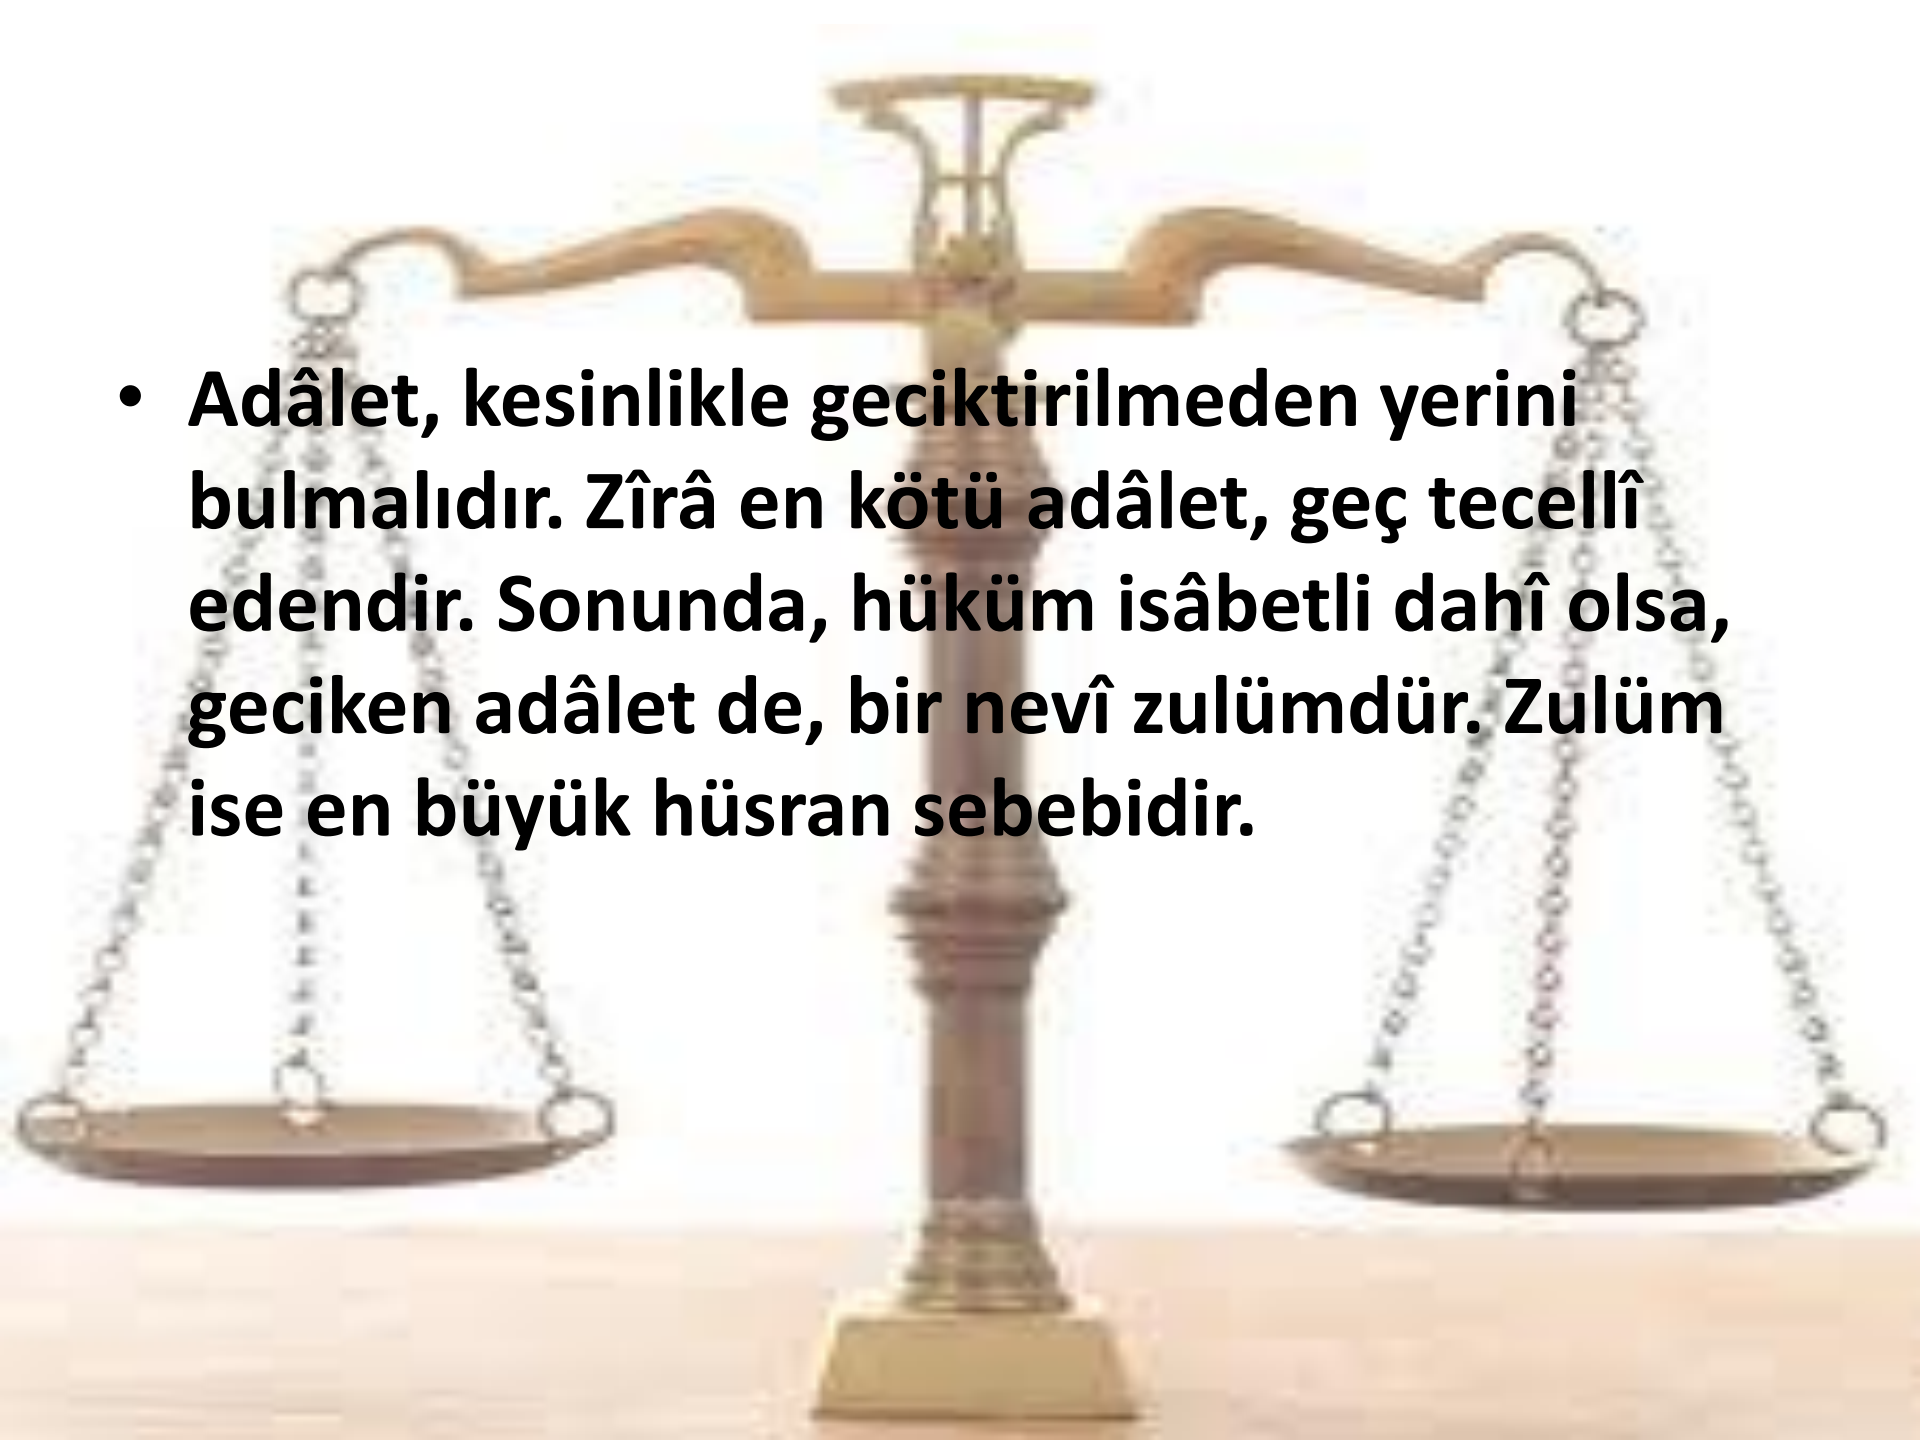 • Adâlet, kesinlikle geciktirilmeden yerini
bulmalıdır. Zîrâ en kötü adâlet, geç tecellî
edendir. Sonunda, hüküm isâbetli dahî olsa,
geciken adâlet de, bir nevî zulümdür. Zulüm
ise en büyük hüsran sebebidir.